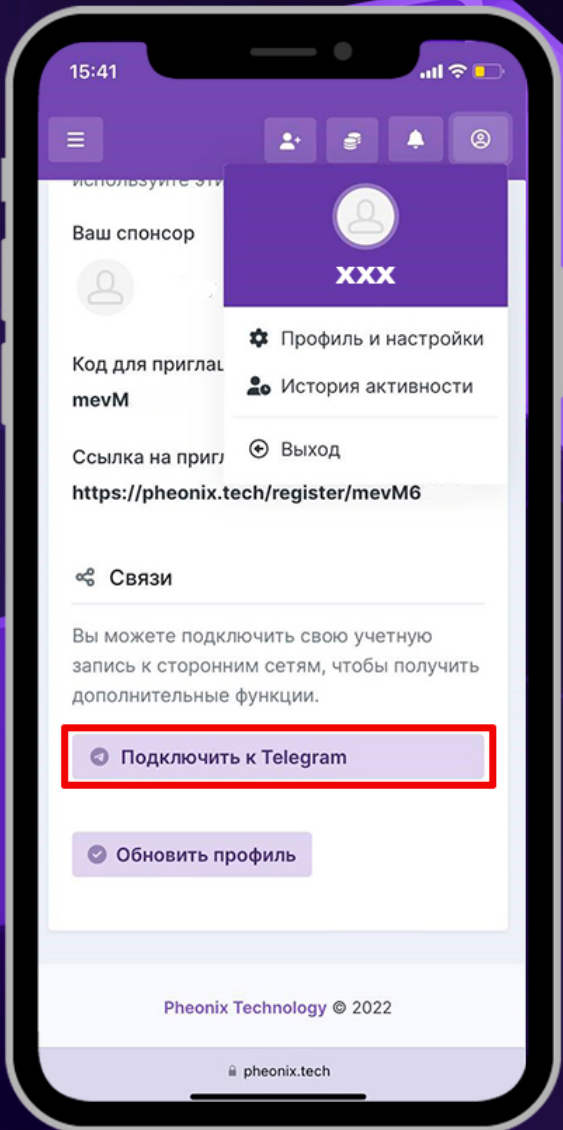 15:41
используйте эти
Ваш спонсор
xxx
Профиль и настройки
Код для приглаш
История активности
mevM
Выход
Ссылка на пригл
https://pheonix.tech/register/mevM6
Связи
Вы можете подключить свою учетную
запись к сторонним сетям, чтобы получить
дополнительные функции.
Подключить к Telegram
Обновить профиль
Pheonix Technology © 2022
pheonix.tech